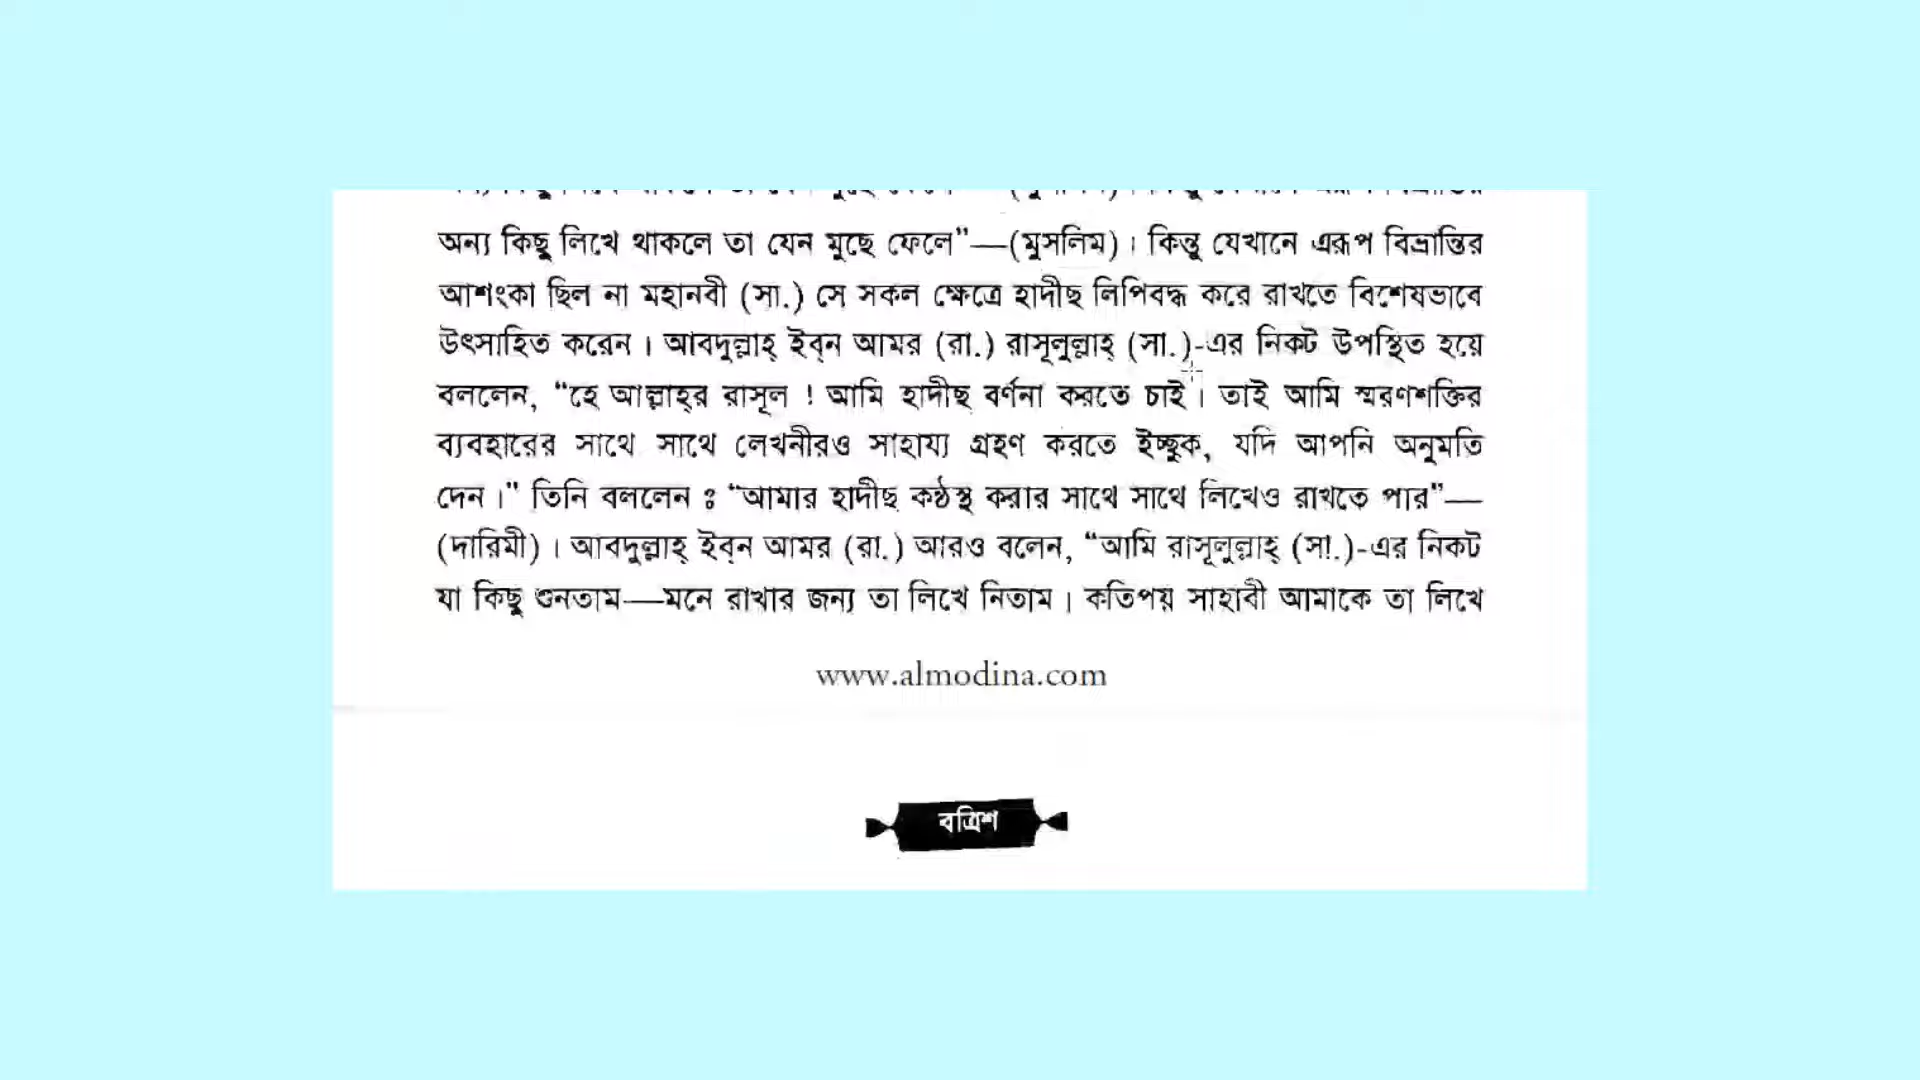 অন্য কিছু লিখে থাকলে তা যেন মুছে ফেলে”—(মুসলিম)। কিন্তু যেখানে এরূপ বিভ্রান্তির
আশংকা ছিল না মহানবী (সা.) সে সকল ক্ষেত্রে হাদীছ লিপিবদ্ধ করে রাখতে বিশেষভাবে
উৎসাহিত করেন। আবদুল্লাহ্ ইব্‌ন আমর (রা.) রাসূলুল্লাহ্ (সা.)-এর নিকট উপস্থিত হয়ে
বললেন, “হে আল্লাহ্‌র রাসূল ! আমি হাদীছ বর্ণনা করতে চাই। তাই আমি স্মরণশক্তির
ব্যবহারের সাথে সাথে লেখনীরও সাহায্য গ্রহণ করতে ইচ্ছুক, যদি আপনি অনুমতি
দেন।” তিনি বললেন ঃ “আমার হাদীছ কণ্ঠস্থ করার সাথে সাথে লিখেও রাখতে পার”—
(দারিমী)। আবদুল্লাহ্ ইব্‌ন আমর (রা.) আরও বলেন, “আমি রাসূলুল্লাহ্ (সা.)-এর নিকট
যা কিছু শুনতাম—মনে রাখার জন্য তা লিখে নিতাম। কতিপয় সাহাবী আমাকে তা লিখে
www.almodina.com
বত্রিশ